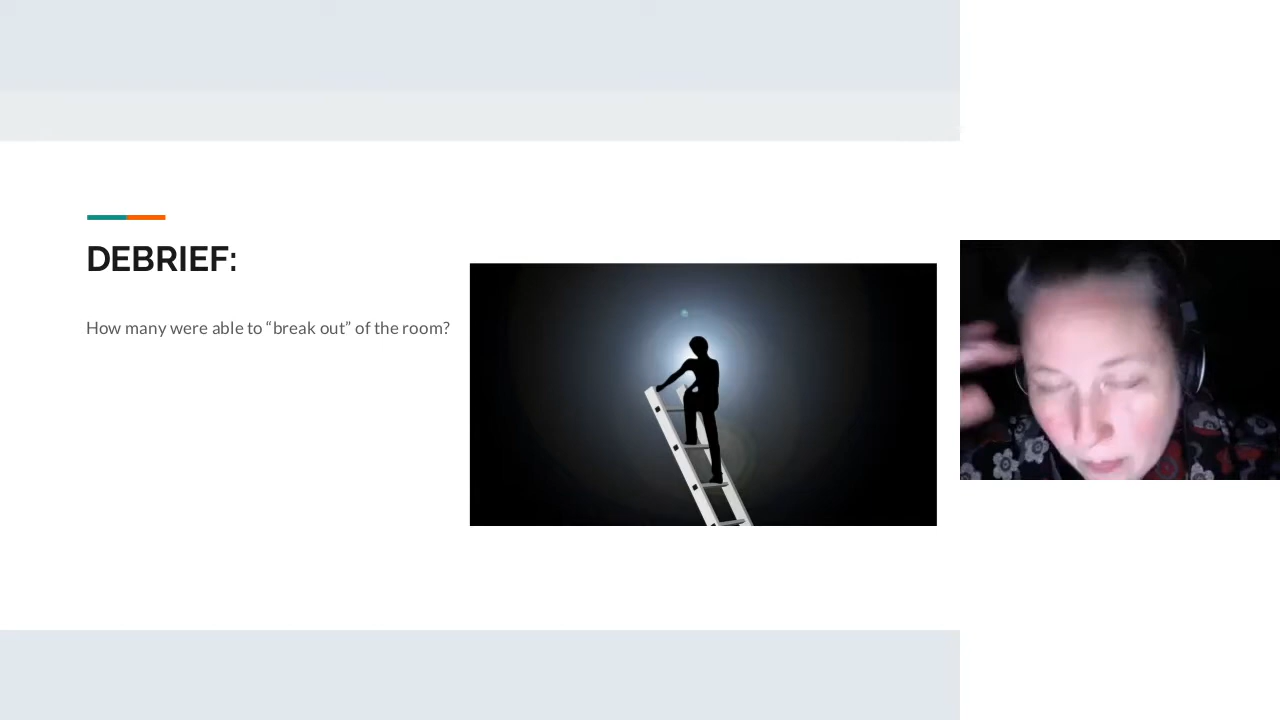 DEBRIEF:
How many were able to “break out” of the room?